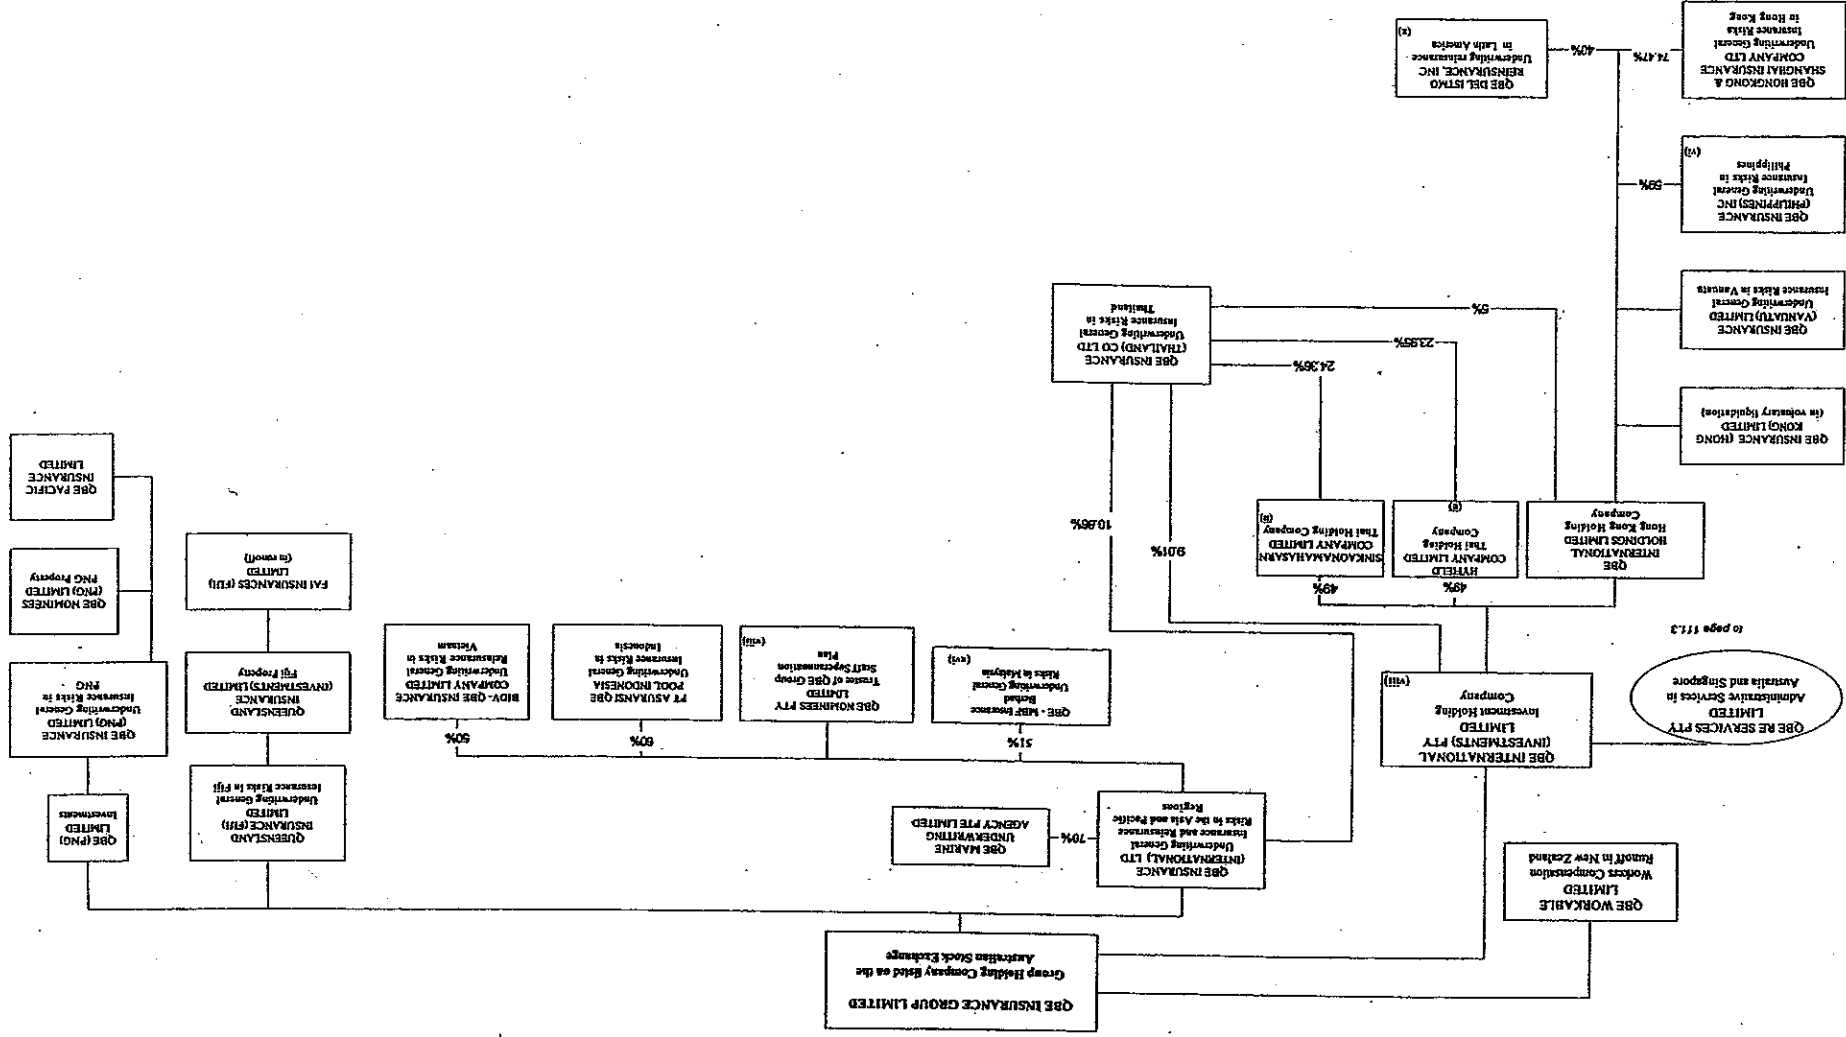 QBE INSURANCE GROUP LIMITED
Group Holding Company listed on the
Australian Stock Exchange
QBE WORKABLE
LIMITED
Workers Compensation
Runoff in New Zealand
QBE INSURANCE
(INTERNATIONAL) LTD
Underwriting General
Insurance and Reinsurance
Risks in the Asia and Pacific
Regions
70%
QBE MARINE
UNDERWRITING
AGENCY PTE LIMITED
QUEENSLAND
INSURANCE (FIJI)
LIMITED
Underwriting General
Insurance Risks in Fiji
QBE (PNG)
LIMITED
Investments
QBE RE SERVICES PTY
LIMITED
Administrative Services in
Australia and Singapore
to page 111.3
QBE INTERNATIONAL
(INVESTMENTS) PTY
LIMITED
Investment Holding
Company
(viii)
51%
60%
50%
QBE - MBF Insurance
Berhad
Underwriting General
Risks in Malaysia
(xvi)
QBE NOMINEES PTY
LIMITED
Trustee of QBE Group
Staff Superannuation
Plan
(viii)
PT ASURANSI QBE
POOL INDONESIA
Underwriting General
Insurance Risks in
Indonesia
BIDV- QBE INSURANCE
COMPANY LIMITED
Underwriting General
Reinsurance Risks in
Vietnam
QUEENSLAND
INSURANCE
(INVESTMENTS) LIMITED
Fiji Property
QBE INSURANCE
(PNG) LIMITED
Underwriting General
Insurance Risks in
PNG
FAI INSURANCES (FIJI)
LIMITED
(in runoff)
QBE NOMINEES
(PNG) LIMITED
PNG Property
QBE PACIFIC
INSURANCE
LIMITED
49%
49%
QBE
INTERNATIONAL
HOLDINGS LIMITED
Hong Kong Holding
Company
HYFIELD
COMPANY LIMITED
Thai Holding
Company
(ii)
SINKAONAMAHASARN
COMPANY LIMITED
Thai Holding Company
(ii)
9.01%
10.86%
QBE INSURANCE (HONG
KONG) LIMITED
(in voluntary liquidation)
24.36%
23.95%
5%
QBE INSURANCE
(THAILAND) CO LTD
Underwriting General
Insurance Risks in
Thailand
QBE INSURANCE
(VANUATU) LIMITED
Underwriting General
Insurance Risks in Vanuatu
59%
QBE INSURANCE
(PHILIPPINES) INC
Underwriting General
Insurance Risks in
Philippines
(vi)
74.47%
40%
QBE HONGKONG &
SHANGHAI INSURANCE
COMPANY LTD
Underwriting General
Insurance Risks
in Hong Kong
QBE DEL ISTMO
REINSURANCE, INC
Underwriting reinsurance
in Latin America
(x)